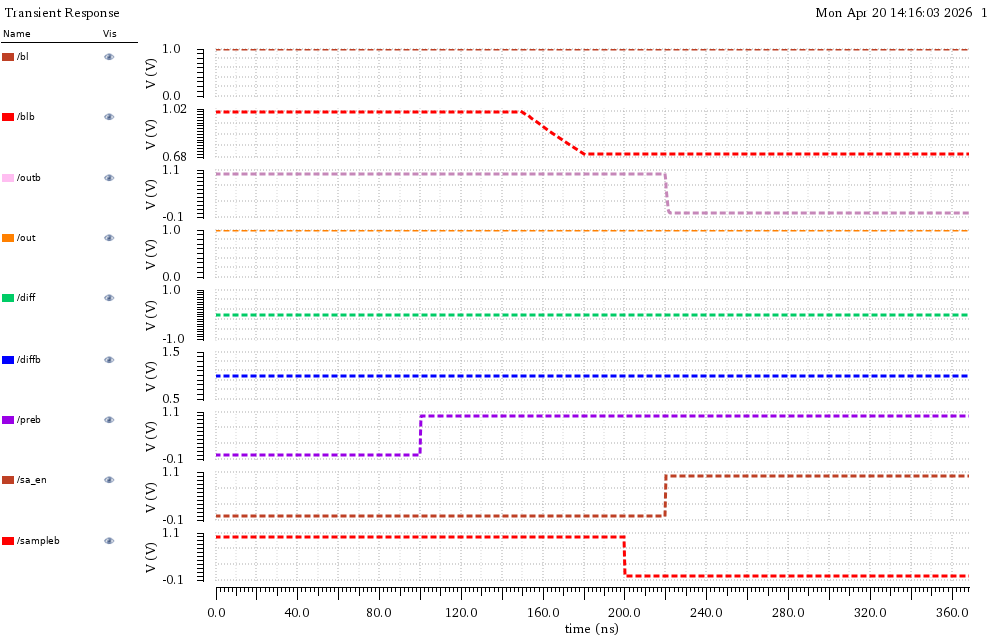 Transient Response
Mon Apr 20 14:16:03 2026 1
Name Vis
/bl
V (V)
1.0
0.0
/blb
V (V)
1.02
0.68
/outb
V (V)
1.1
-0.1
/out
V (V)
1.0
0.0
/diff
V (V)
1.0
-1.0
/diffb
V (V)
1.5
0.5
/preb
V (V)
1.1
-0.1
/sa_en
V (V)
1.1
-0.1
/sampleb
V (V)
1.1
-0.1
0.0 40.0 80.0 120.0 160.0 200.0 240.0 280.0 320.0 360.0
time (ns)